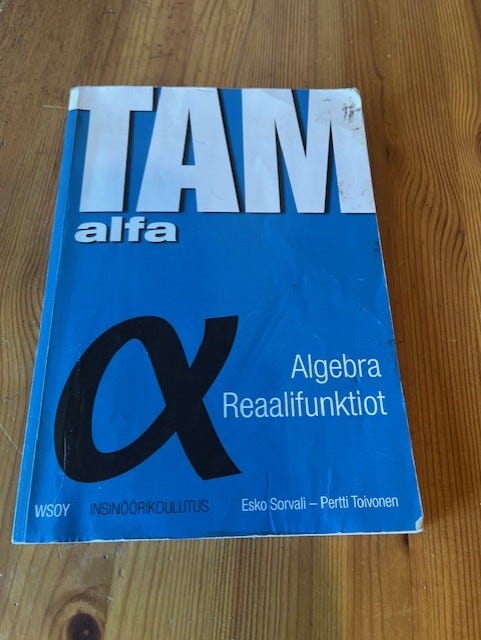 TAM
alfa
α
Algebra
Reaalifunktiot
WSOY INSINÖÖRIKOULUTUS Esko Sorvali – Pertti Toivonen